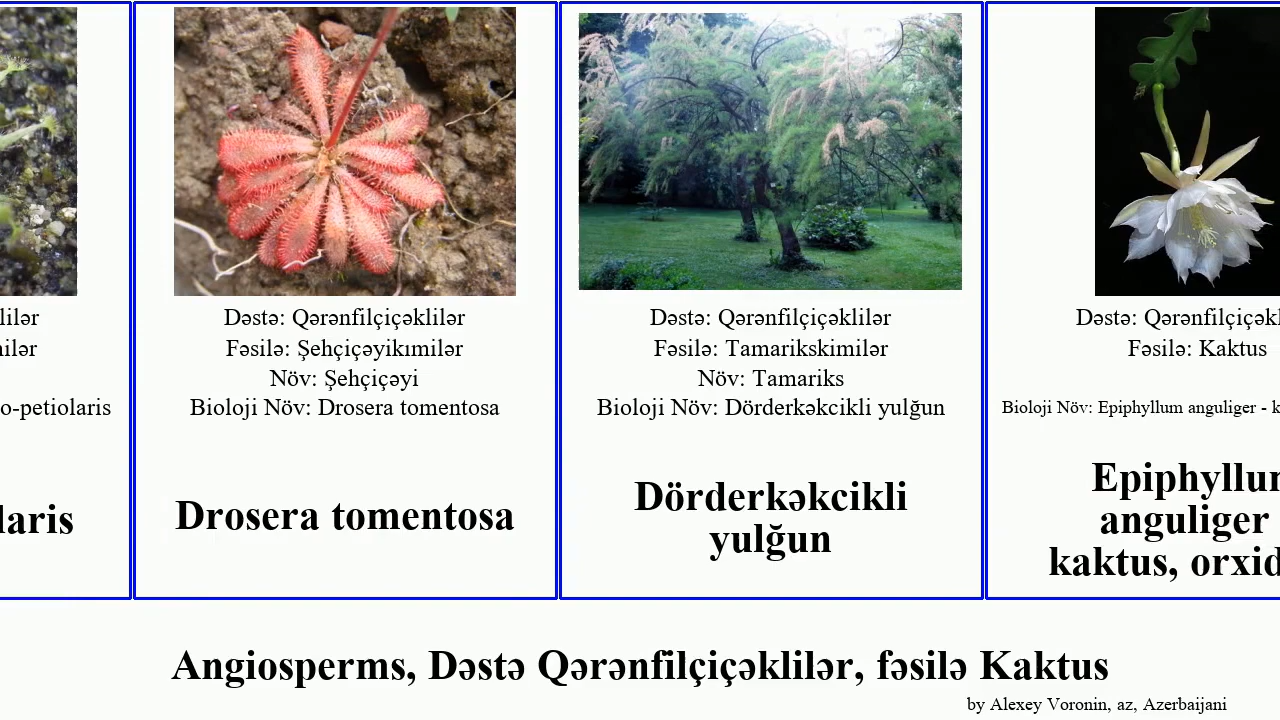 Dəstə: Qərənfilçiçəklilər
Fəsilə: Şehçiçəyikimilər
Növ: Şehçiçəyi
o-petiolaris
Bioloji Növ: Drosera tomentosa
laris
Drosera tomentosa
Dəstə: Qərənfilçiçəklilər
Fəsilə: Tamarikskimilər
Növ: Tamariks
Bioloji Növ: Dörderkəkcikli yulğun
Dörderkəkcikli
yulğun
Dəstə: Qərənfilçiçək
Fəsilə: Kaktus
Bioloji Növ: Epiphyllum anguliger - k
Epiphyllum
anguliger
kaktus, orxid
Angiosperms, Dəstə Qərənfilçiçəklilər, fəsilə Kaktus
by Alexey Voronin, az, Azerbaijani